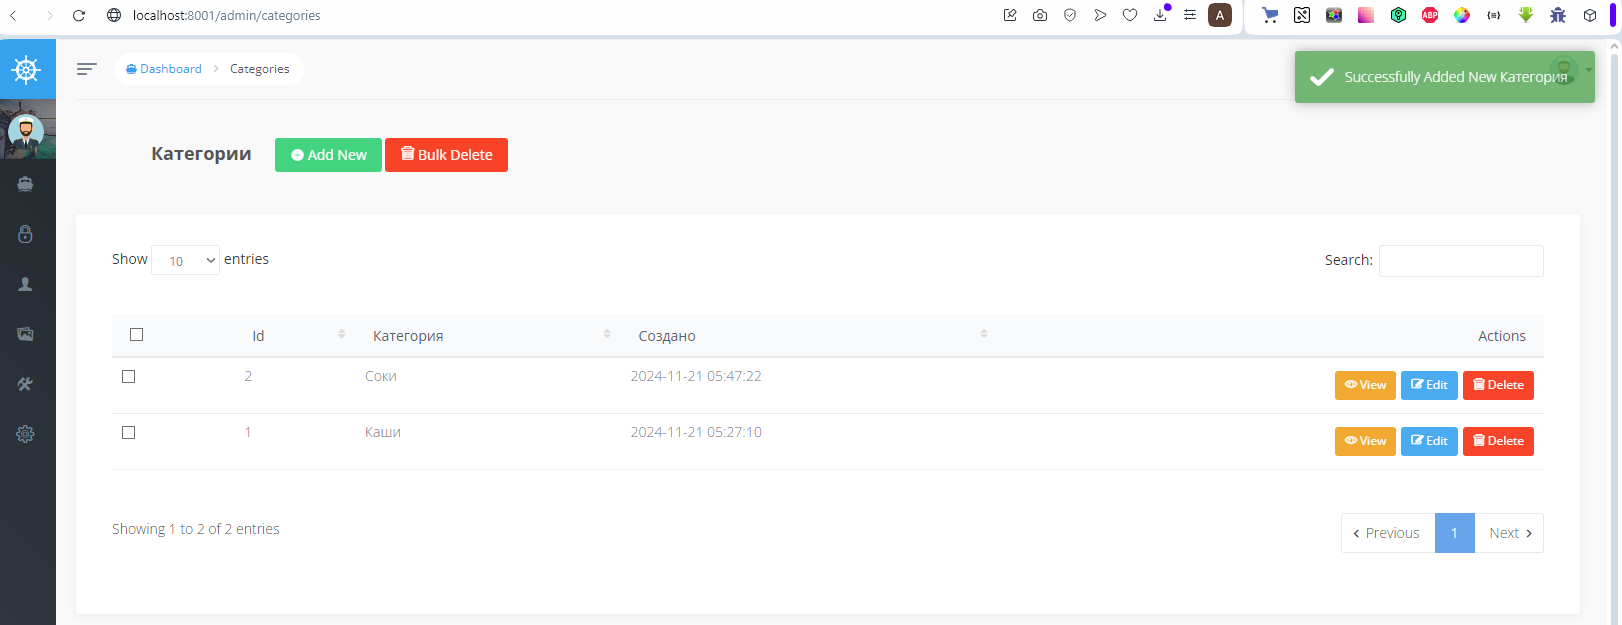 localhost:8001/admin/categories
A
ABP
Dashboard > Categories
Successfully Added New Категория
Категории
Add New
Bulk Delete
Show 10 entries
Search:
Id Категория Создано Actions
2 Соки 2024-11-21 05:47:22 View Edit Delete
1 Каши 2024-11-21 05:27:10 View Edit Delete
Showing 1 to 2 of 2 entries
Previous 1 Next